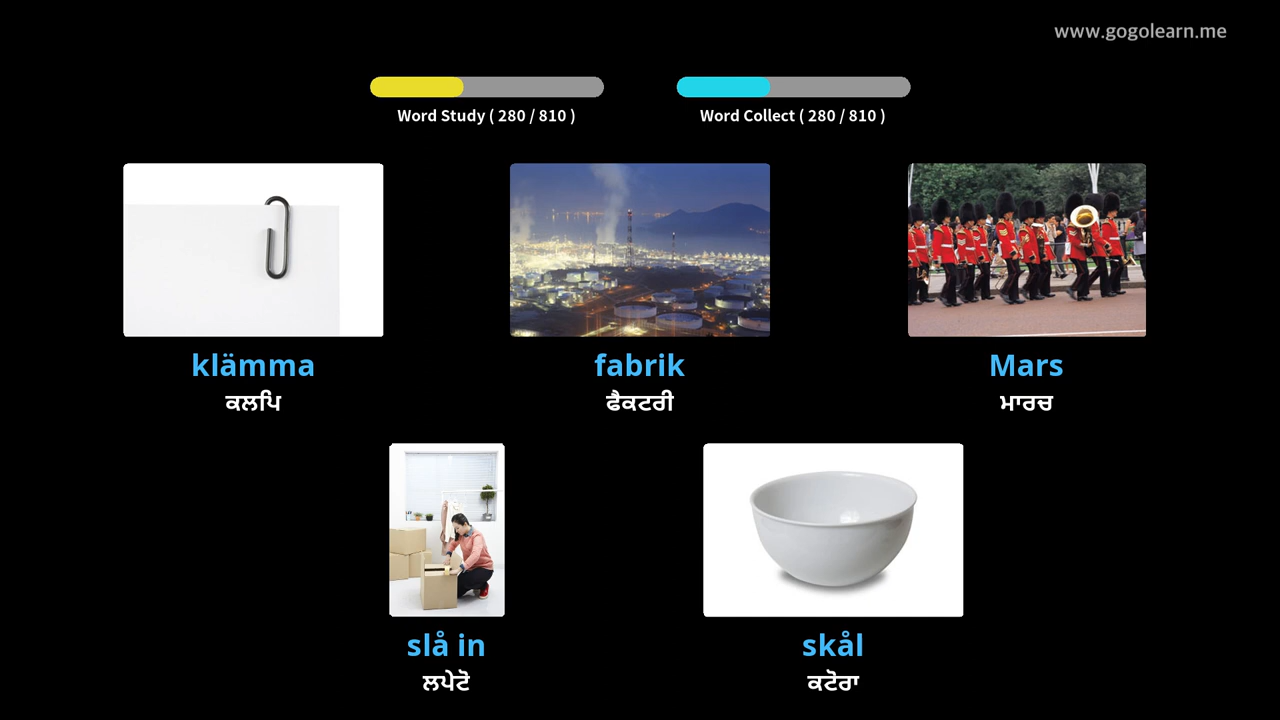 www.gogolearn.me
Word Study ( 280 / 810 )
Word Collect ( 280 / 810 )
klämma
ਕਲਪਿ
fabrik
ਫੈਕਟਰੀ
Mars
ਮਾਰਚ
slå in
ਲਪੇਟੋ
skål
ਕਟੋਰਾ